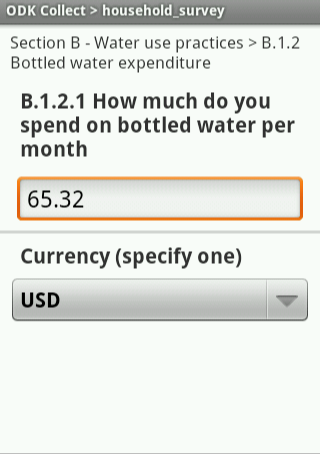 ODK Collect > household_survey
Section B - Water use practices > B.1.2
Bottled water expenditure
B.1.2.1 How much do you
spend on bottled water per
month
65.32
Currency (specify one)
USD